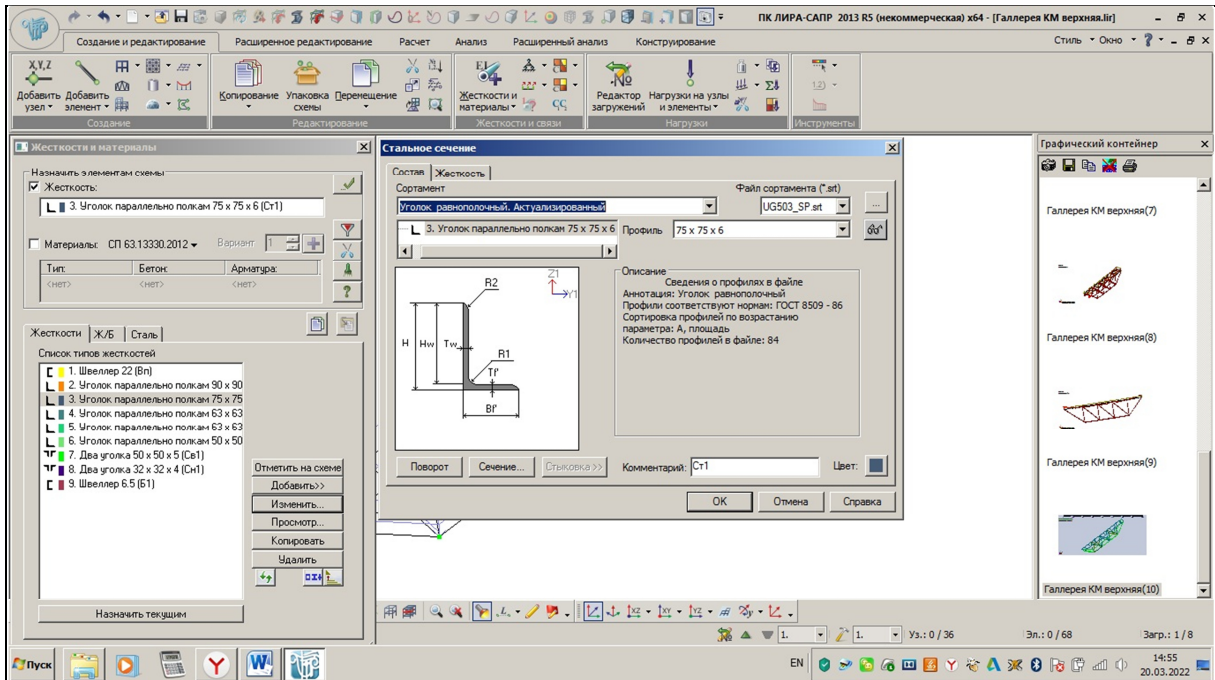 ПК ЛИРА-САПР 2013 R5 (некоммерческая) x64 - [Галлерея КМ верхняя.lir]
Создание и редактирование Расширенное редактирование Расчет Анализ Расширенный анализ Конструирование Стиль Окно ?
X,Y,Z
Добавить узел
Добавить элемент
Создание
Копирование
Упаковка схемы
Перемещение
Редактирование
Жесткости и материалы
Жесткости и связи
Редактор загружений
Нагрузки на узлы и элементы
Нагрузки
Инструменты
Жесткости и материалы
Назначить элементам схемы
Жесткость:
3. Уголок параллельно полкам 75 x 75 x 6 (Ст1)
Материалы: СП 63.13330.2012 Вариант 1
Тип: Бетон: Арматура:
<нет> <нет> <нет>
Жесткости Ж/Б Сталь
Список типов жесткостей
1. Швеллер 22 (Вп)
2. Уголок параллельно полкам 90 x 90
3. Уголок параллельно полкам 75 x 75
4. Уголок параллельно полкам 63 x 63
5. Уголок параллельно полкам 63 x 63
6. Уголок параллельно полкам 50 x 50
7. Два уголка 50 x 50 x 5 (Св1)
8. Два уголка 32 x 32 x 4 (Сн1)
9. Швеллер 6.5 (Б1)
Отметить на схеме
Добавить>>
Изменить...
Просмотр...
Копировать
Удалить
Назначить текущим
Стальное сечение
Состав Жесткость
Сортамент Файл сортамента (*.srt)
Уголок равнополочный. Актуализированный UG503_SP.srt ...
3. Уголок параллельно полкам 75 x 75 x 6 Профиль 75 x 75 x 6
R2
Z1
Y1
H Hw Tw
R1
Tf'
Bf'
Описание
Сведения о профилях в файле
Аннотация: Уголок равнополочный
Профили соответствуют нормам: ГОСТ 8509 - 86
Сортировка профилей по возрастанию
параметра: A, площадь
Количество профилей в файле: 84
Поворот Сечение... Стыковка >> Комментарий: Ст1 Цвет:
OK Отмена Справка
Графический контейнер
Галлерея КМ верхняя(7)
Галлерея КМ верхняя(8)
Галлерея КМ верхняя(9)
Галлерея КМ верхняя(10)
1. 1. Уз.: 0 / 36 Эл.: 0 / 68 Загр.: 1 / 8
Пуск EN 14:55
20.03.2022